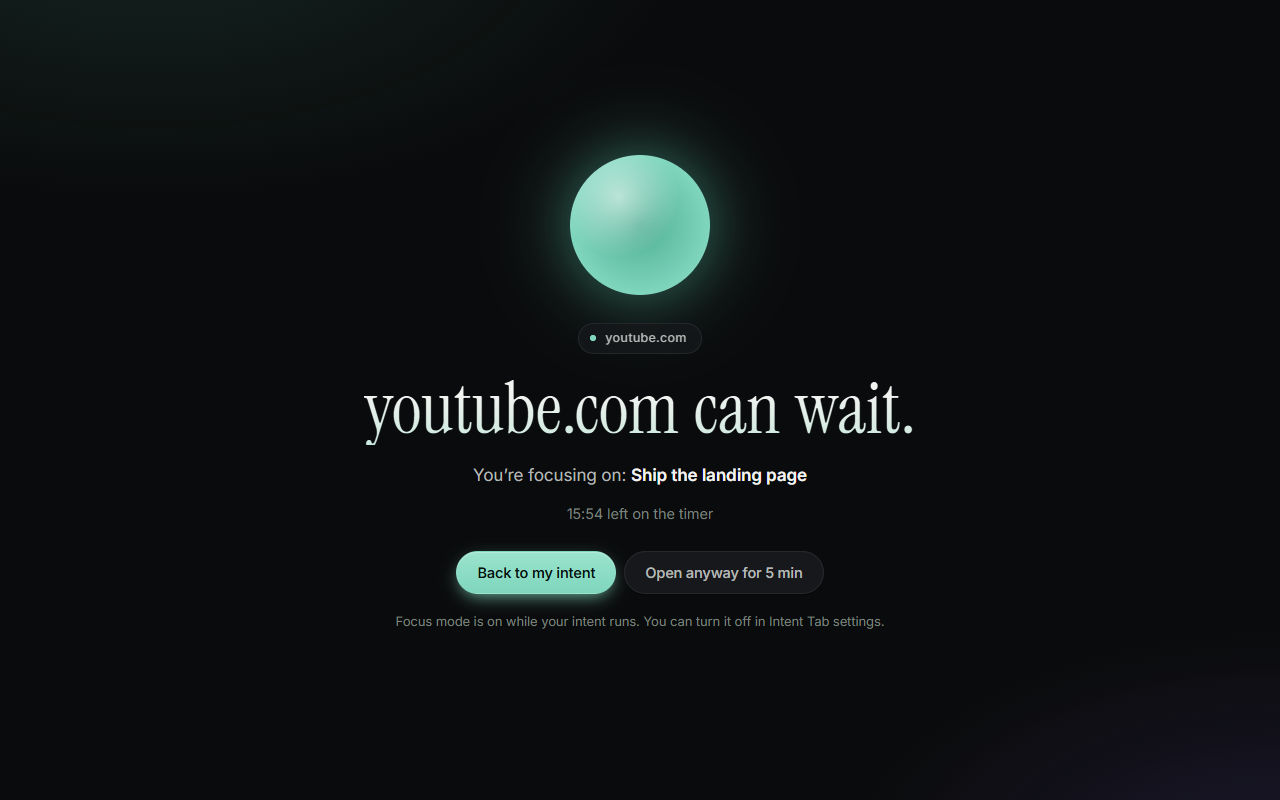 youtube.com
youtube.com can wait.
You’re focusing on: Ship the landing page
15:54 left on the timer
Back to my intent
Open anyway for 5 min
Focus mode is on while your intent runs. You can turn it off in Intent Tab settings.